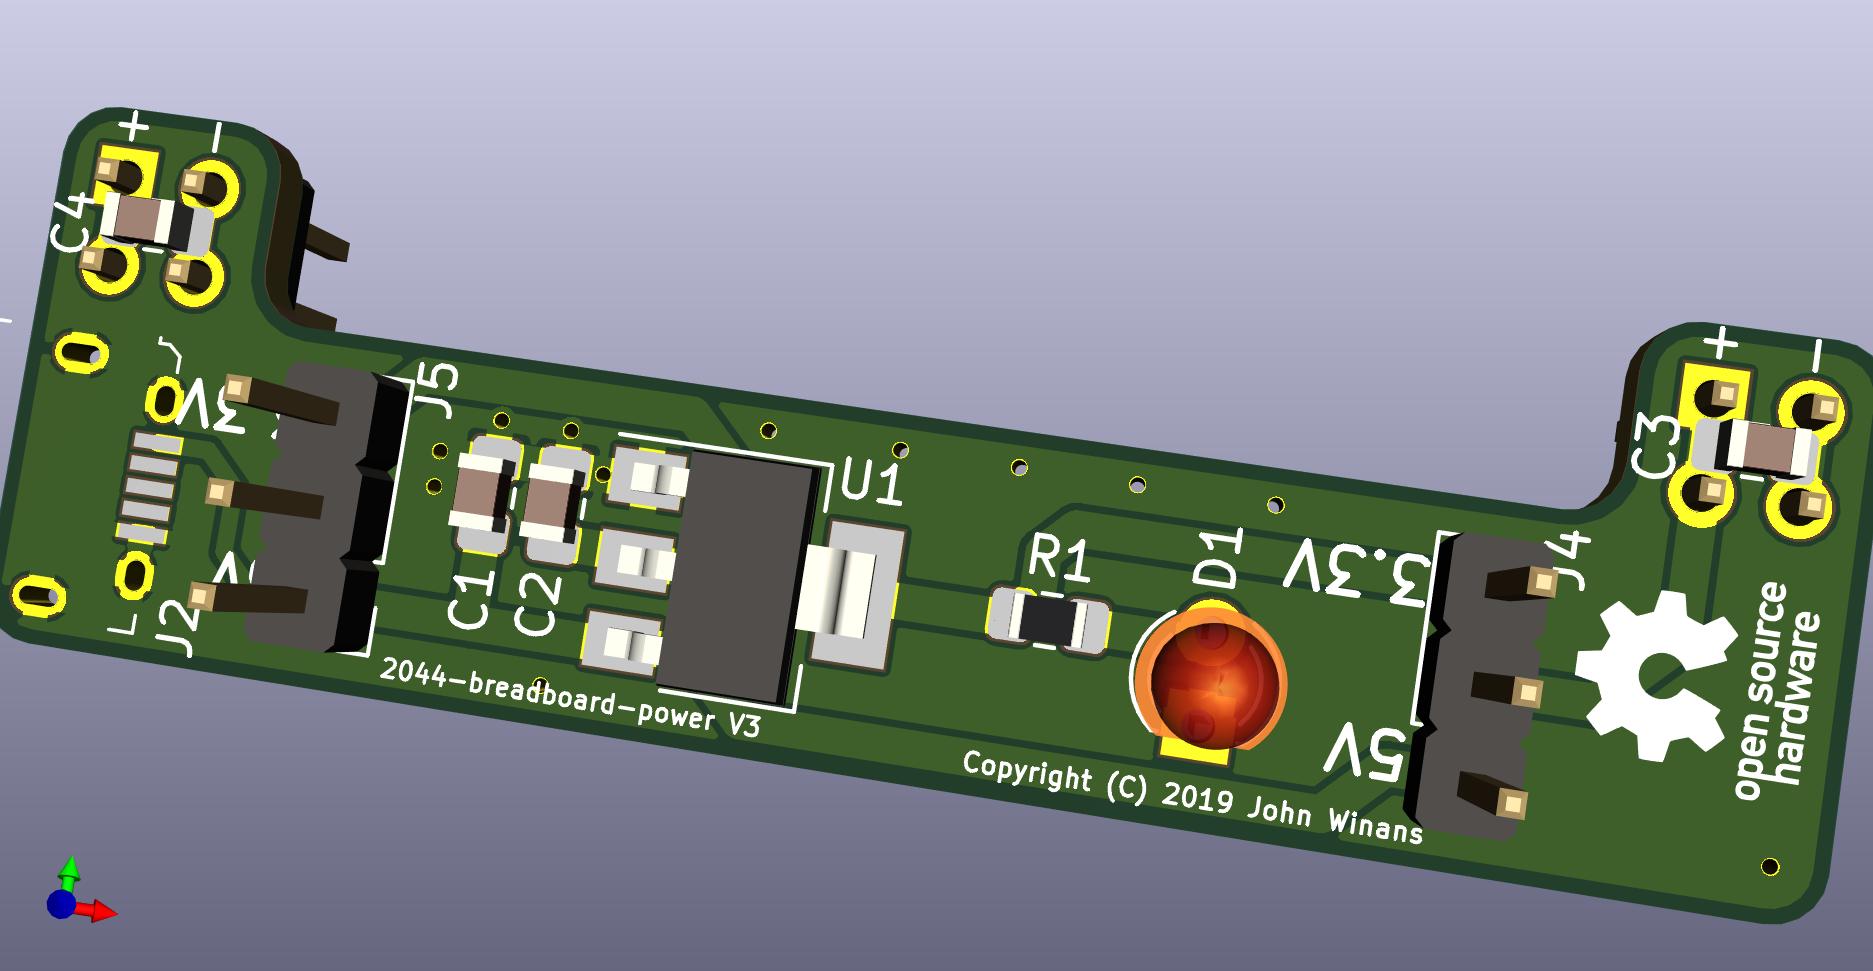 + −
C4
J5
3V
J2
C1
C2
U1
2044-breadboard-power V3
R1
D1
3.3V
5V
Copyright (C) 2019 John Winans
+ −
C3
J4
open source
hardware